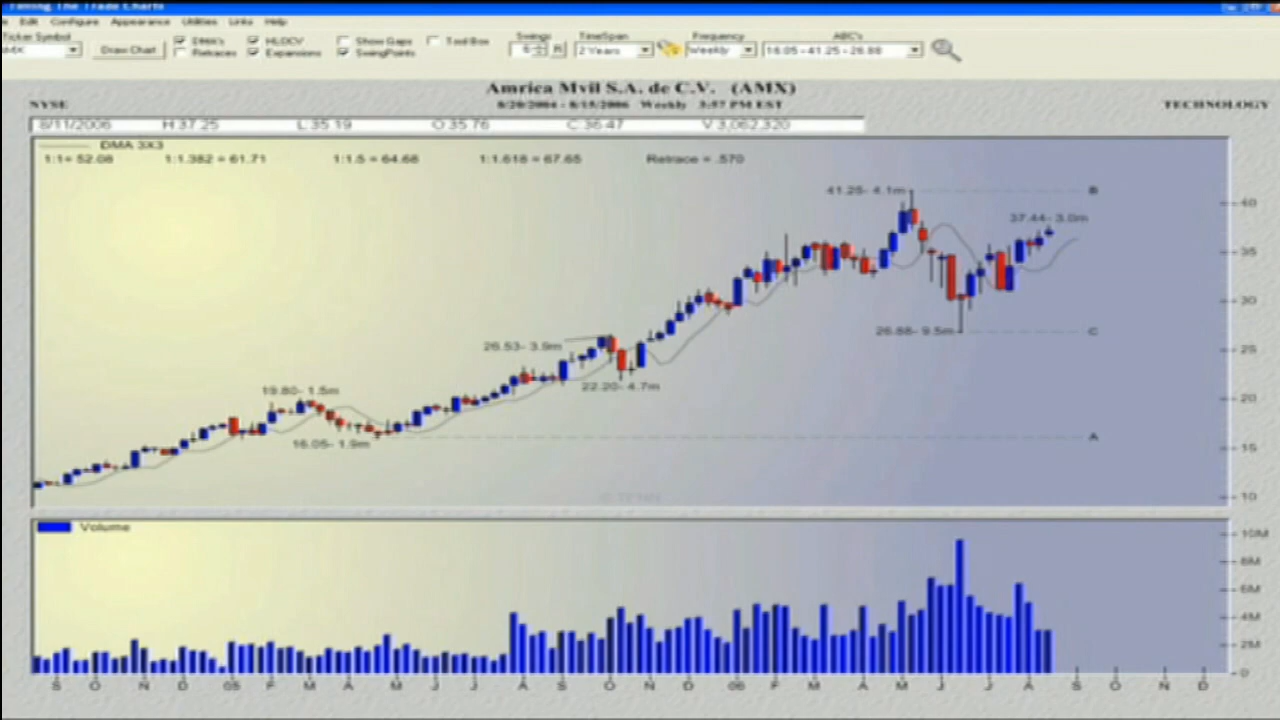 Timing The Trade Charts
Edit Configure Appearance Utilities Links Help
Ticker Symbol DMA's HLOCV Show Gaps Tool Box Swings TimeSpan Frequency ABC's
AMX Draw Chart Retraces Expansions SwingPoints 2 Years Weekly 16.05 - 41.25 - 26.88
Amrica Mvil S.A. de C.V. (AMX)
NYSE 8/20/2004 - 8/15/2006 Weekly 3:57 PM EST TECHNOLOGY
8/11/2006 H 37.25 L 35.19 O 35.76 C 36.47 V 3,062,320
DMA 3X3
1:1= 52.08 1:1.382 = 61.71 1:1.5 = 64.68 1:1.618 = 67.65 Retrace = .570
41.25- 4.1m B
40
37.44- 3.0m
35
30
26.88- 9.5m C
26.53- 3.9m
25
22.20- 4.7m
19.80- 1.5m
20
16.05- 1.9m A
15
10
Volume
10M
8M
6M
4M
2M
0
S O N D 05 F M A M J J A S O N D 06 F M A M J J A S O N D